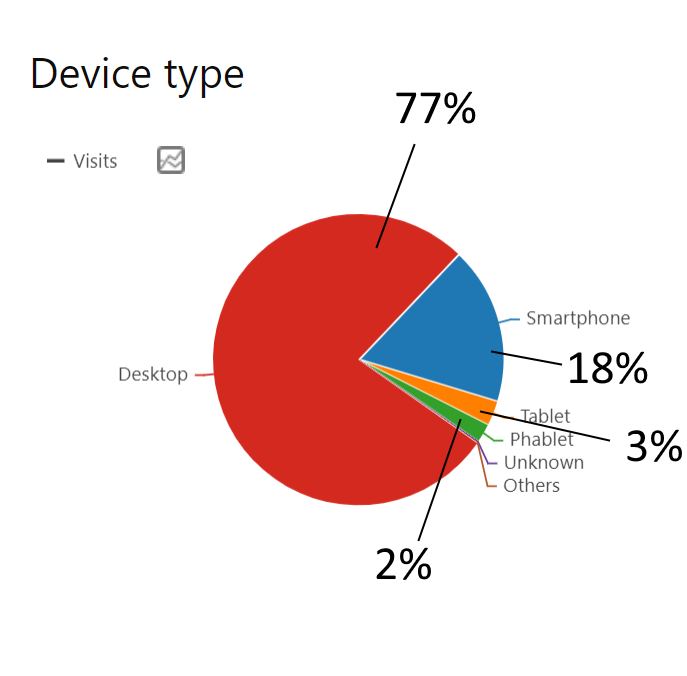 Device type
77%
Visits
Smartphone
18%
Desktop
Tablet
3%
Phablet
Unknown
Others
2%